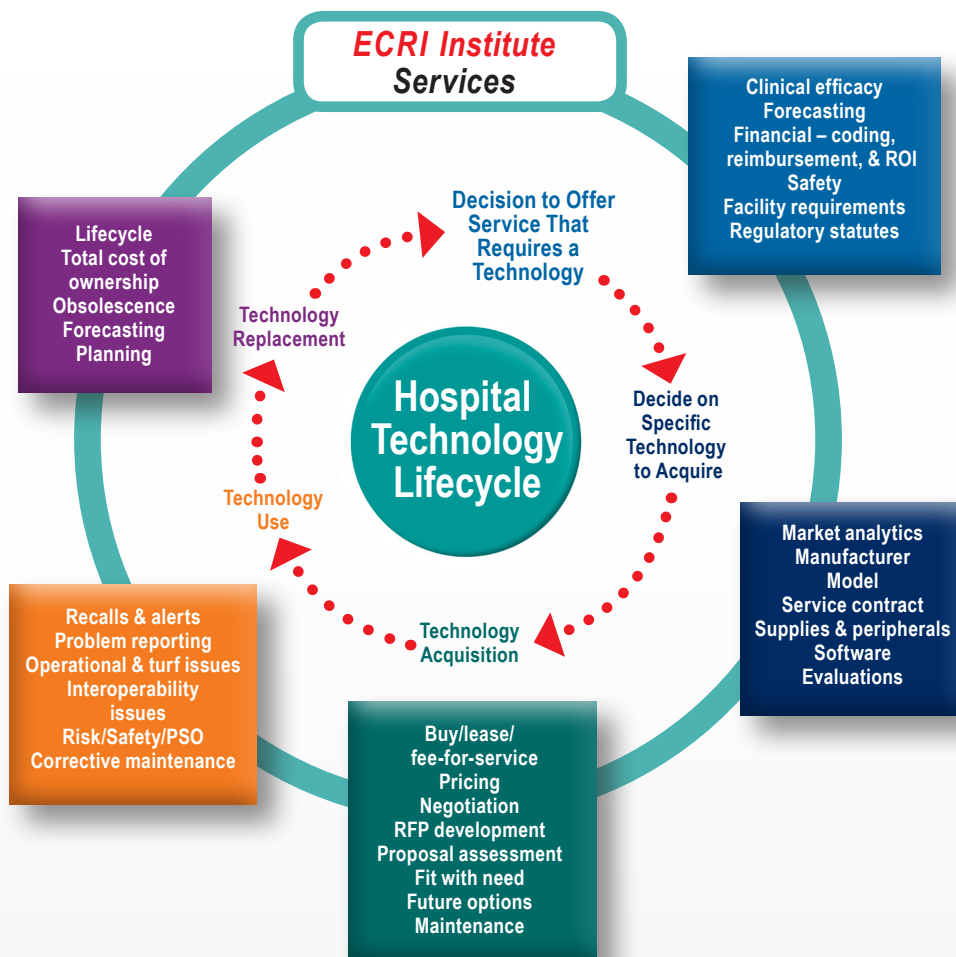 ECRI Institute
Services
Clinical efficacy
Forecasting
Financial – coding,
reimbursement, & ROI
Safety
Facility requirements
Regulatory statutes
Lifecycle
Total cost of
ownership
Obsolescence
Forecasting
Planning
Decision to Offer
Service That
Requires a
Technology
Technology
Replacement
Hospital
Technology
Lifecycle
Decide on
Specific
Technology
to Acquire
Technology
Use
Technology
Acquisition
Market analytics
Manufacturer
Model
Service contract
Supplies & peripherals
Software
Evaluations
Recalls & alerts
Problem reporting
Operational & turf issues
Interoperability
issues
Risk/Safety/PSO
Corrective maintenance
Buy/lease/
fee-for-service
Pricing
Negotiation
RFP development
Proposal assessment
Fit with need
Future options
Maintenance